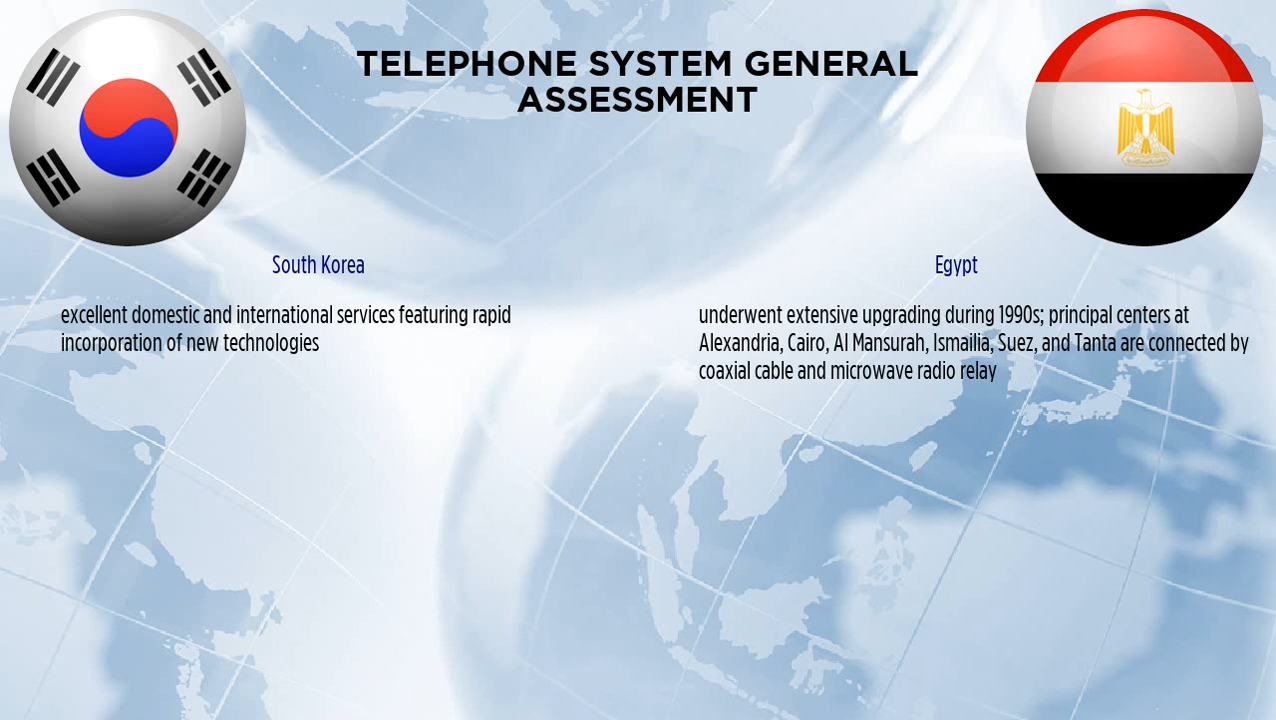 TELEPHONE SYSTEM GENERAL
ASSESSMENT
South Korea
excellent domestic and international services featuring rapid
incorporation of new technologies
Egypt
underwent extensive upgrading during 1990s; principal centers at
Alexandria, Cairo, Al Mansurah, Ismailia, Suez, and Tanta are connected by
coaxial cable and microwave radio relay